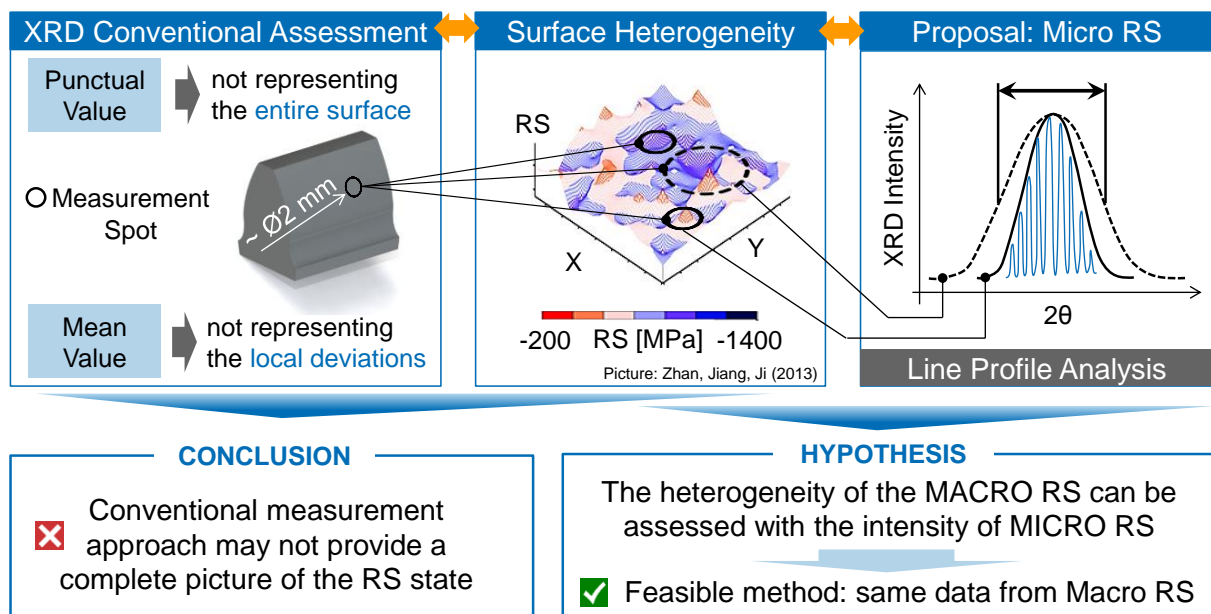 XRD Conventional Assessment
Punctual
Value
not representing
the entire surface
Measurement
Spot
~ Ø2 mm
Mean
Value
not representing
the local deviations
Surface Heterogeneity
RS
X
Y
-200 RS [MPa] -1400
Picture: Zhan, Jiang, Ji (2013)
Proposal: Micro RS
XRD Intensity
2θ
Line Profile Analysis
CONCLUSION
Conventional measurement
approach may not provide a
complete picture of the RS state
HYPOTHESIS
The heterogeneity of the MACRO RS can be
assessed with the intensity of MICRO RS
Feasible method: same data from Macro RS